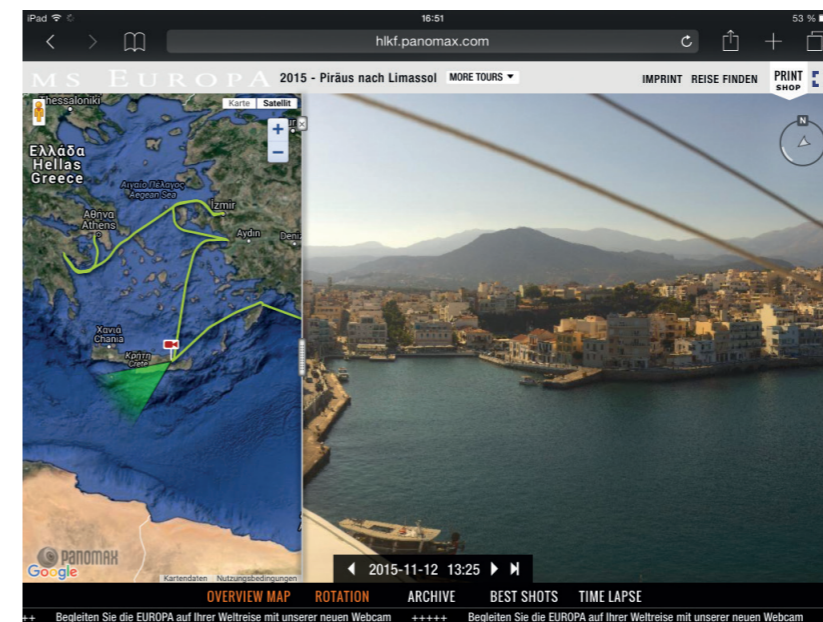 iPad 16:51 53 %
hlkf.panomax.com
MS EUROPA 2015 - Piräus nach Limassol MORE TOURS ▼ IMPRINT REISE FINDEN PRINT SHOP
Thessaloniki
Karte Satellit
+
−
N
Ελλάδα
Hellas
Greece
Αιγαίο Πέλαγος
Aegean Sea
Izmir
Αθήνα
Athens
Aydın
Deni
Χανιά
Chania
Κρήτη
Crete
PANOMAX
Google
Kartendaten Nutzungsbedingungen
2015-11-12 13:25
OVERVIEW MAP ROTATION ARCHIVE BEST SHOTS TIME LAPSE
++ Begleiten Sie die EUROPA auf Ihrer Weltreise mit unserer neuen Webcam +++++ Begleiten Sie die EUROPA auf Ihrer Weltreise mit unserer neuen Webcam